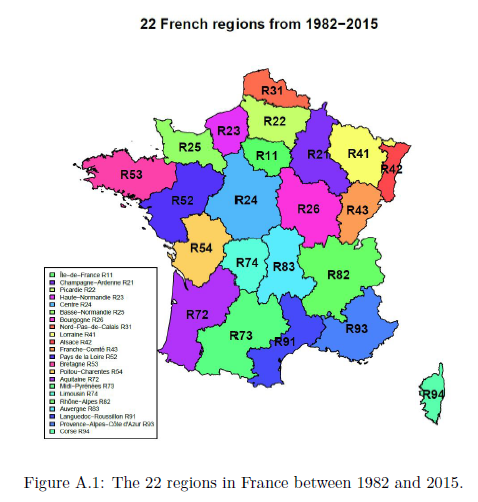 22 French regions from 1982−2015
R31
R22
R23
R25
R11
R21
R41
R42
R53
R52
R24
R26
R43
R54
R74
R83
R82
R72
R73
R91
R93
R94
Île−de−France R11
Champagne−Ardenne R21
Picardie R22
Haute−Normandie R23
Centre R24
Basse−Normandie R25
Bourgogne R26
Nord−Pas−de−Calais R31
Lorraine R41
Alsace R42
Franche−Comté R43
Pays de la Loire R52
Bretagne R53
Poitou−Charentes R54
Aquitaine R72
Midi−Pyrénées R73
Limousin R74
Rhône−Alpes R82
Auvergne R83
Languedoc−Roussillon R91
Provence−Alpes−Côte d'Azur R93
Corse R94
Figure A.1: The 22 regions in France between 1982 and 2015.